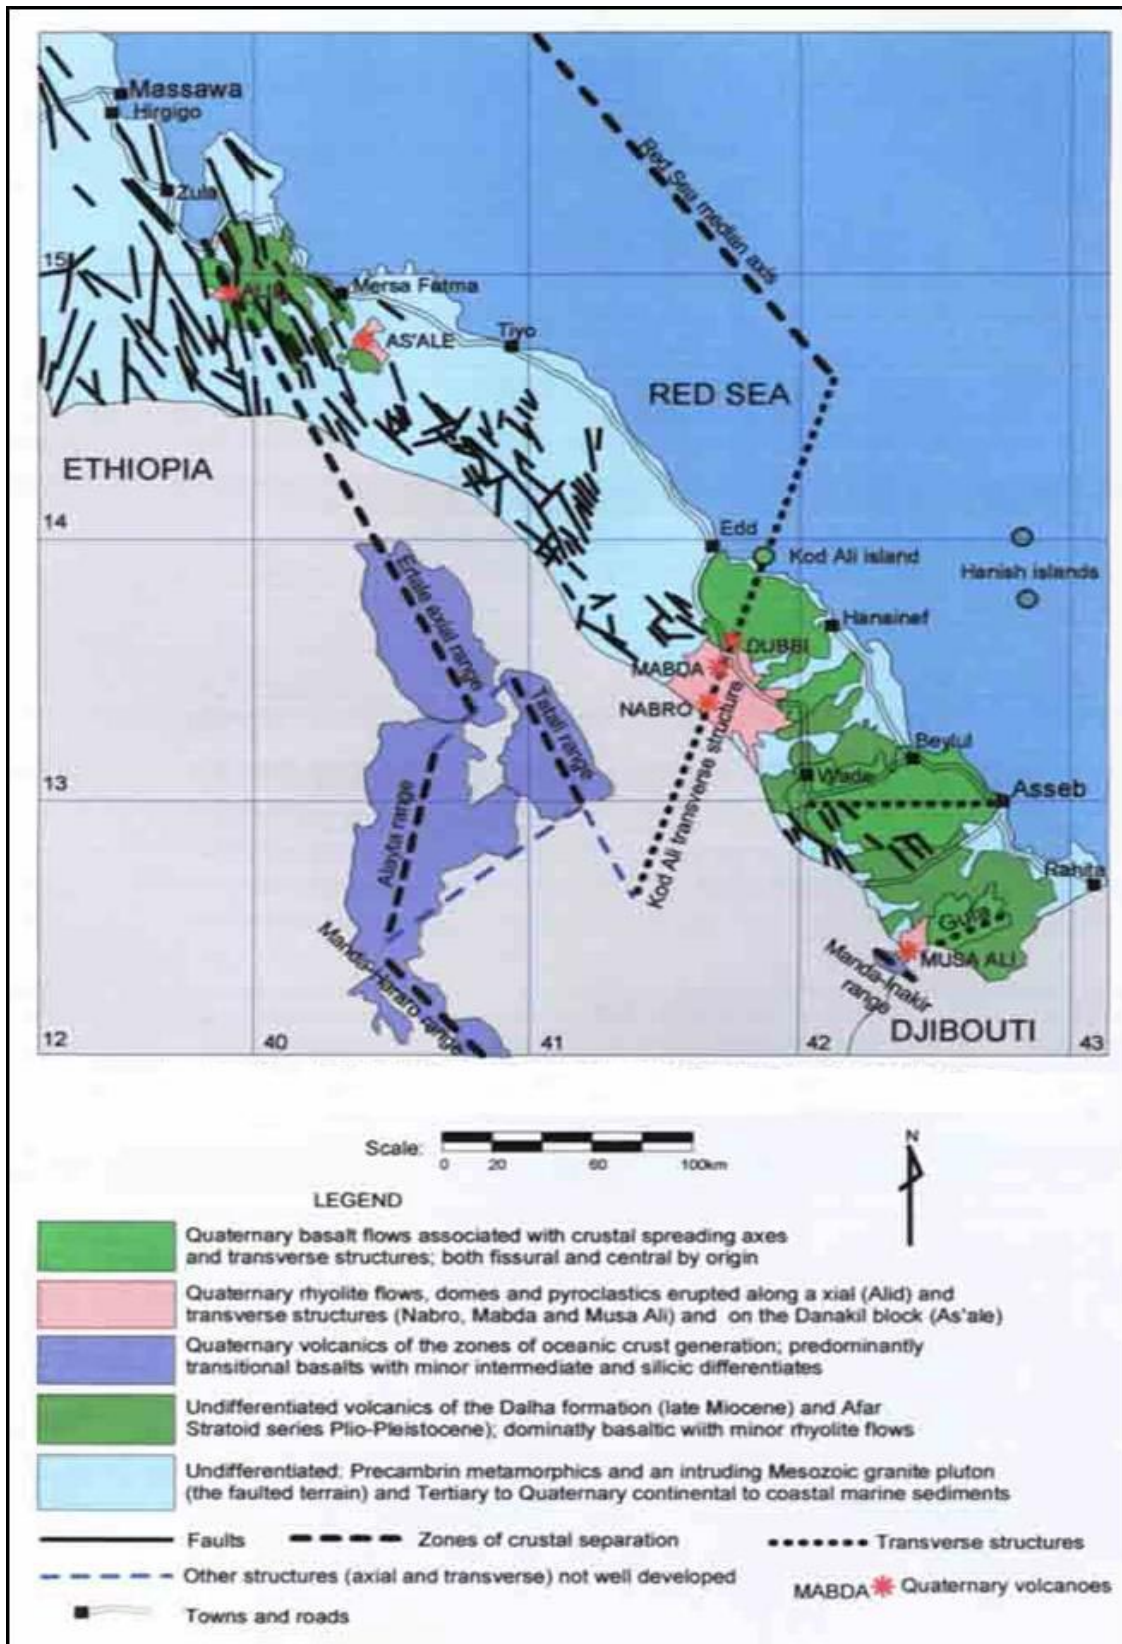 Massawa
Hirgigo
Zula
Red Sea median axis
15
Mersa Fatma
AS'ALE
Tiyo
RED SEA
ETHIOPIA
14
Edd
Kod Ali island
Hanish islands
Ertale axial range
Hansinef
DUBBI
MABDA
NABRO
Tatali range
Kod Ali transverse structure
Beylul
13
Wade
Asseb
Alayta range
Rahita
Gufa
Manda-Hararo range
MUSA ALI
Manda-Inakir
range
DJIBOUTI
12
40
41
42
43
Scale:
0 20 60 100km
N
LEGEND
Quaternary basalt flows associated with crustal spreading axes
and transverse structures; both fissural and central by origin
Quaternary rhyolite flows, domes and pyroclastics erupted along a xial (Alid) and
transverse structures (Nabro, Mabda and Musa Ali) and on the Danakil block (As'ale)
Quaternary volcanics of the zones of oceanic crust generation; predominantly
transitional basalts with minor intermediate and silicic differentiates
Undifferentiated volcanics of the Dalha formation (late Miocene) and Afar
Stratoid series Plio-Pleistocene); dominatly basaltic wiith minor rhyolite flows
Undifferentiated: Precambrin metamorphics and an intruding Mesozoic granite pluton
(the faulted terrain) and Tertiary to Quaternary continental to coastal marine sediments
Faults
Zones of crustal separation
Transverse structures
Other structures (axial and transverse) not well developed
MABDA
Quaternary volcanoes
Towns and roads